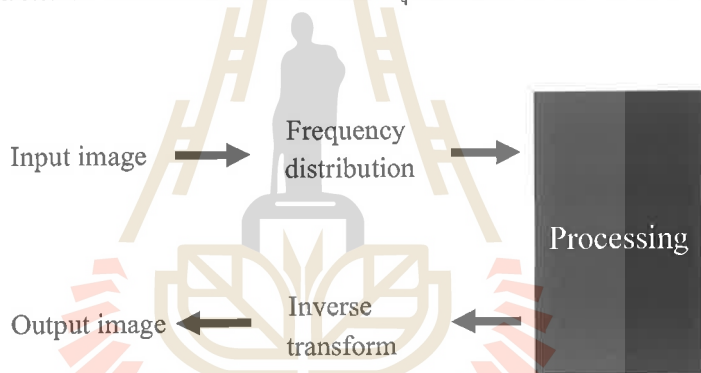 Input image
Frequency
distribution
Processing
Output image
Inverse
transform